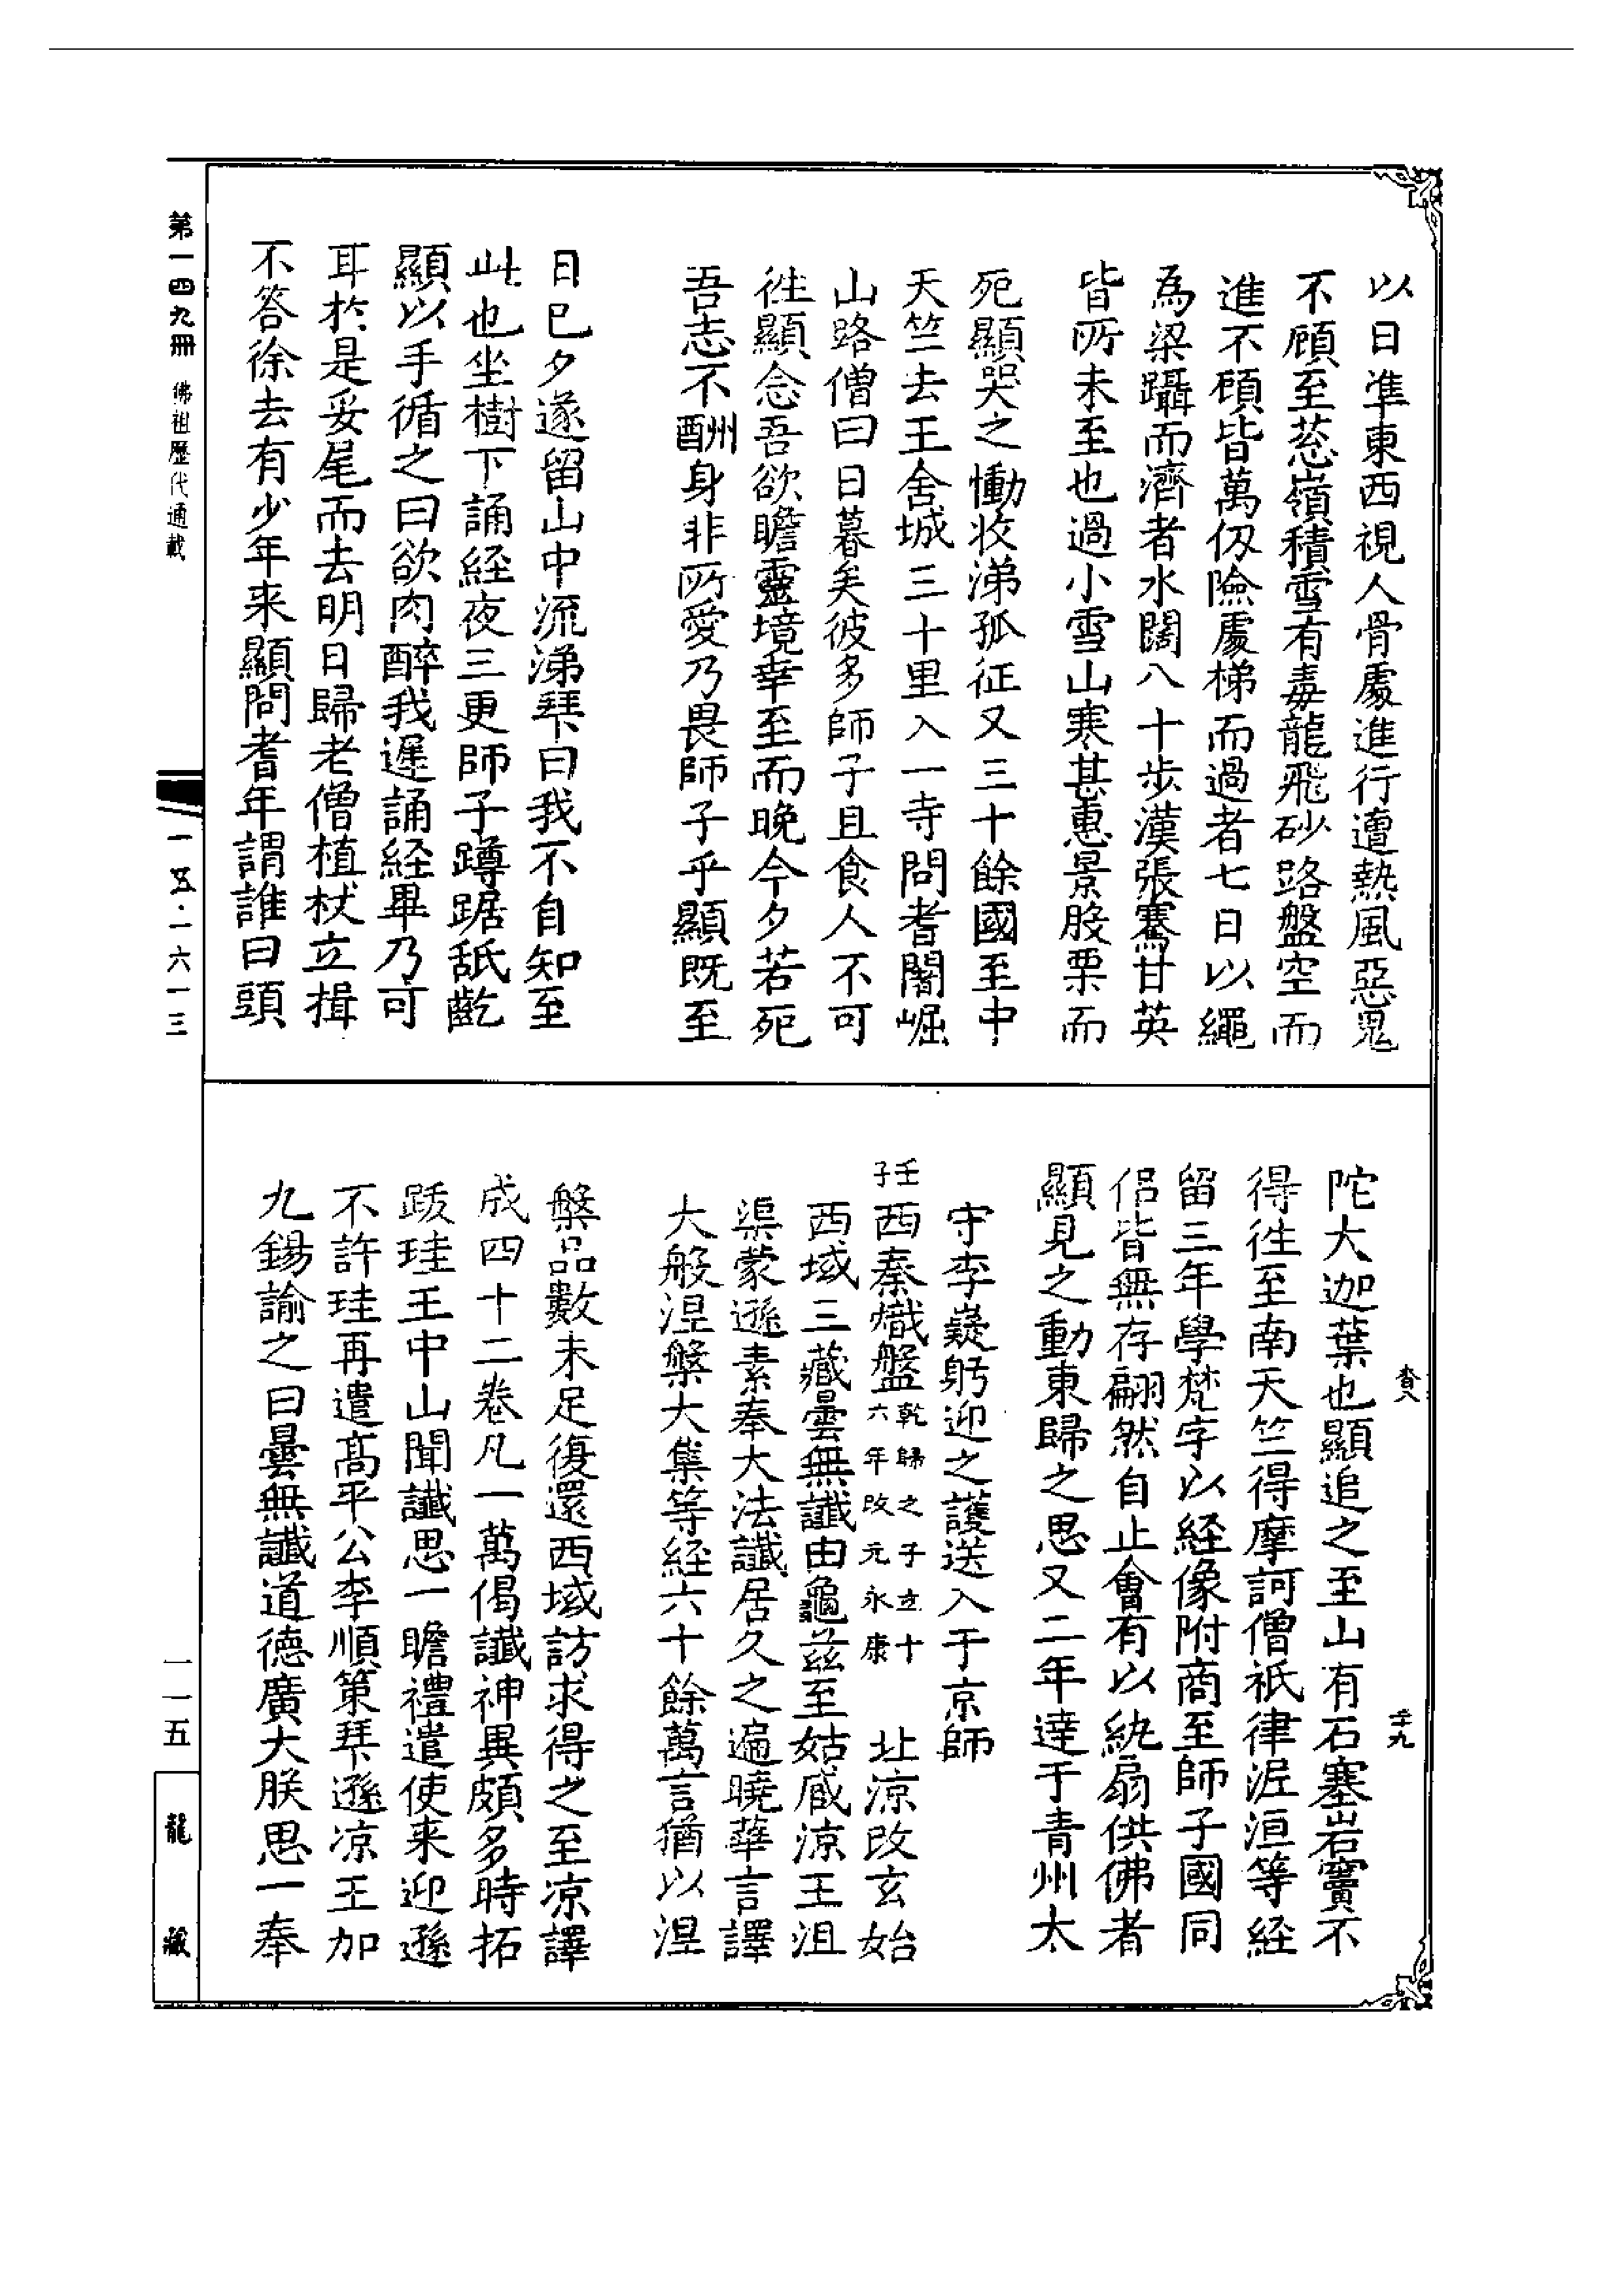 以日準東西視人骨處進行遭熱風惡鬼
不顧至葱嶺積雪有毒龍飛砂路盤空而
進不頋皆萬仭險處梯而過者七日以繩
為梁躡而濟者水闊八十步漢張騫甘英
皆所未至也過小雪山寒甚惠景股栗而
死顯哭之慟收涕孤征又三十餘國至中
天竺去王舍城三十里入一寺問耆闍崛
山路僧曰日暮矣彼多師子且食人不可
徃顯念吾欲瞻靈境幸至而晚今夕若死
吾志不酬身非所愛乃畏師子乎顯既至
日已夕遂留山中流涕拜曰我不自知至
此也坐樹下誦経夜三更師子蹲踞舐齕
顯以手循之曰欲肉醉我遲誦経畢乃可
耳於是妥尾而去明日歸老僧植杖立揖
不答徐去有少年来顯問耆年謂誰曰頭
陀大迦葉也顯追之至山有石塞岩竇不
得徃至南天竺得摩訶僧祇律泥洹等経
留三年學梵字以経像附商至師子國同
侶皆無存翩然自止會有以紈扇供佛者
顯見之動東歸之思又二年達于青州太
守李嶷躬迎之護送入于京師
壬子西秦熾盤乾歸之子立十六年改元永康 北涼改玄始
西域三藏曇無讖由龜茲至姑臧涼王沮
渠蒙遜素奉大法讖居久之遍曉華言譯
大般涅槃大集等経六十餘萬言猶以涅
槃品數未足復還西域訪求得之至凉譯
成四十二卷凡一萬偈讖神異頗多時拓
跋珪王中山聞讖思一瞻禮遣使来迎遜
不許珪再遣高平公李順策拜遜凉王加
九錫諭之曰曇無讖道德廣大朕思一奉
第一四九冊 佛祖歷代通載
一五·一六一三
一一五
龍藏